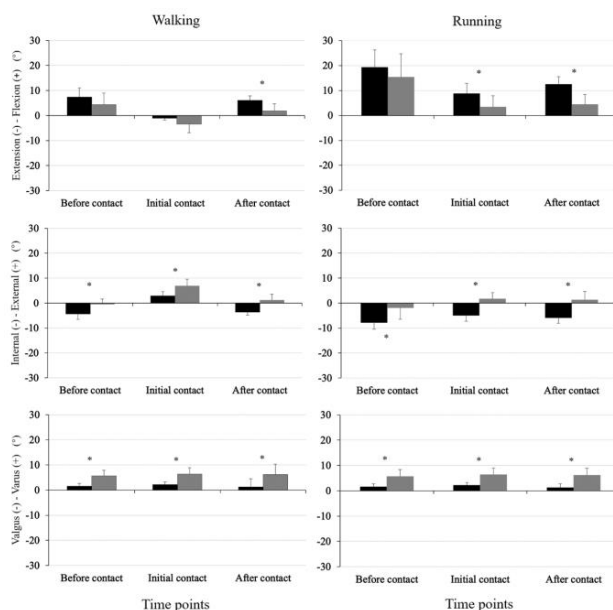 Walking
Running
Extension (-) - Flexion (+) (°)
30
20
10
0
-10
-20
-30
Before contact
Initial contact
After contact
*
30
20
10
0
-10
-20
-30
Before contact
Initial contact
After contact
*
*
Internal (-) - External (+) (°)
30
20
10
0
-10
-20
-30
Before contact
Initial contact
After contact
*
*
*
30
20
10
0
-10
-20
-30
Before contact
Initial contact
After contact
*
*
*
Valgus (-) - Varus (+) (°)
30
20
10
0
-10
-20
-30
Before contact
Initial contact
After contact
*
*
*
30
20
10
0
-10
-20
-30
Before contact
Initial contact
After contact
*
*
*
Time points
Time points